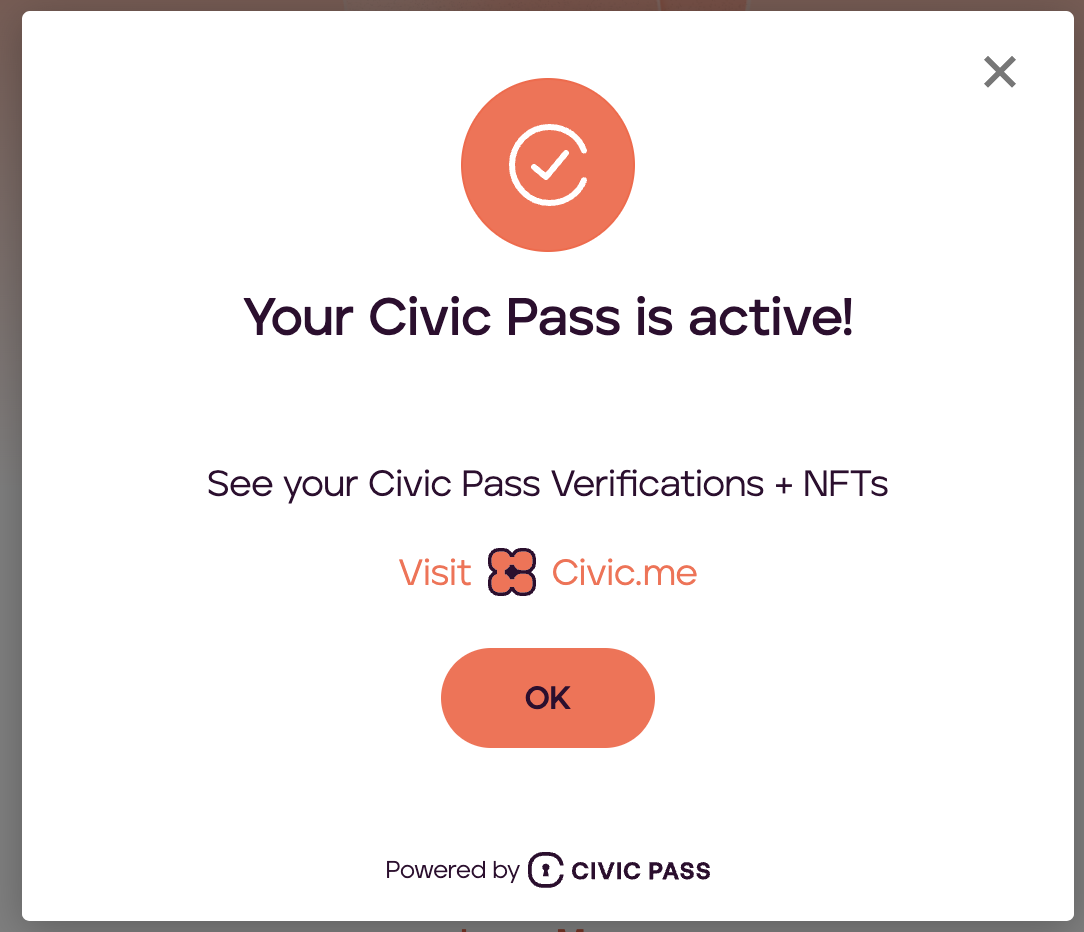 Your Civic Pass is active!
See your Civic Pass Verifications + NFTs
Visit Civic.me
OK
Powered by CIVIC PASS